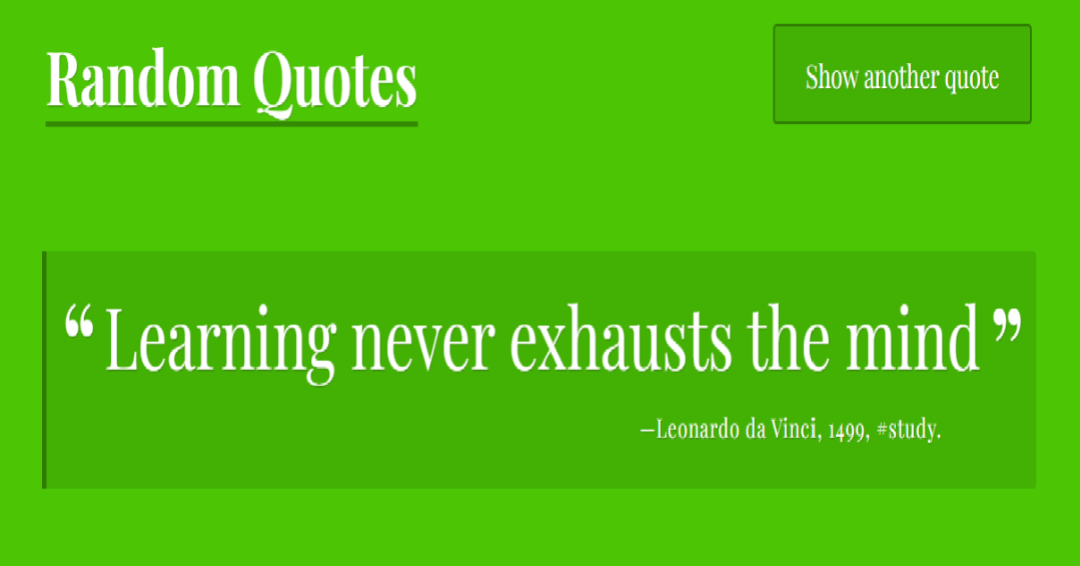 Random Quotes
Show another quote
“ Learning never exhausts the mind ”
—Leonardo da Vinci, 1499, #study.